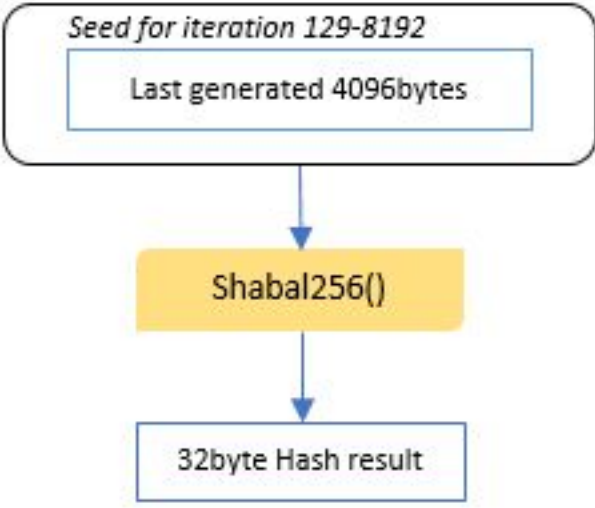 Seed for iteration 129-8192
Last generated 4096bytes
Shabal256()
32byte Hash result